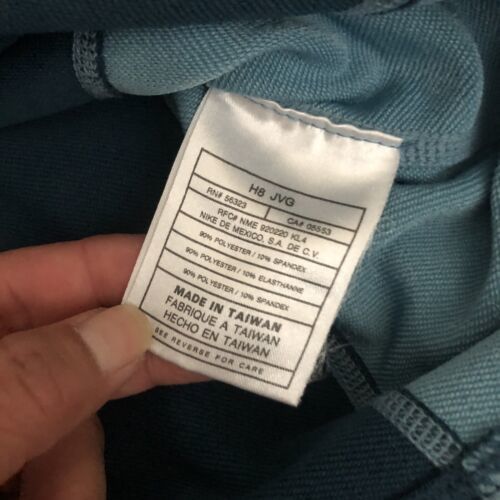 H8 JVG
RN# 56323 CA# 05553
RFC# NME 920220 KL4
NIKE DE MEXICO, S.A. DE C.V.
90% POLYESTER / 10% SPANDEX
90% POLYESTER / 10% ELASTHANNE
90% POLYESTER / 10% SPANDEX
MADE IN TAIWAN
FABRIQUE A TAIWAN
HECHO EN TAIWAN
SEE REVERSE FOR CARE